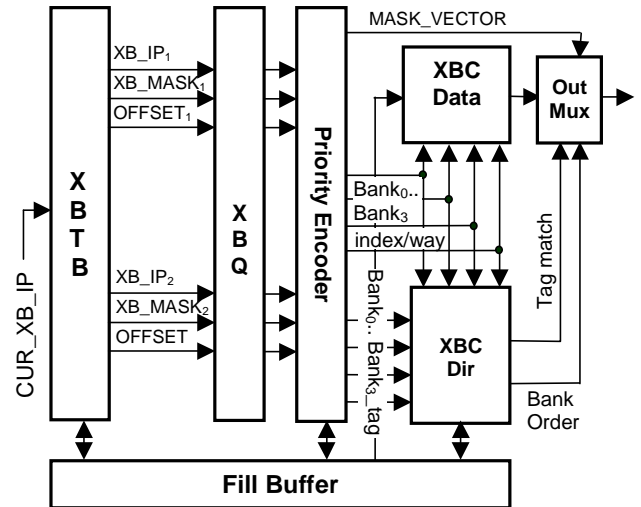 MASK_VECTOR
XB_IP₁
XB_MASK₁
OFFSET₁
XBC
Data
Out
Mux
X
B
T
B
X
B
Q
Priority Encoder
Bank₀..
Bank₃
index/way
CUR_XB_IP
XB_IP₂
XB_MASK₂
OFFSET
Bank₀.. Bank₃_tag
XBC
Dir
Tag match
Bank
Order
Fill Buffer